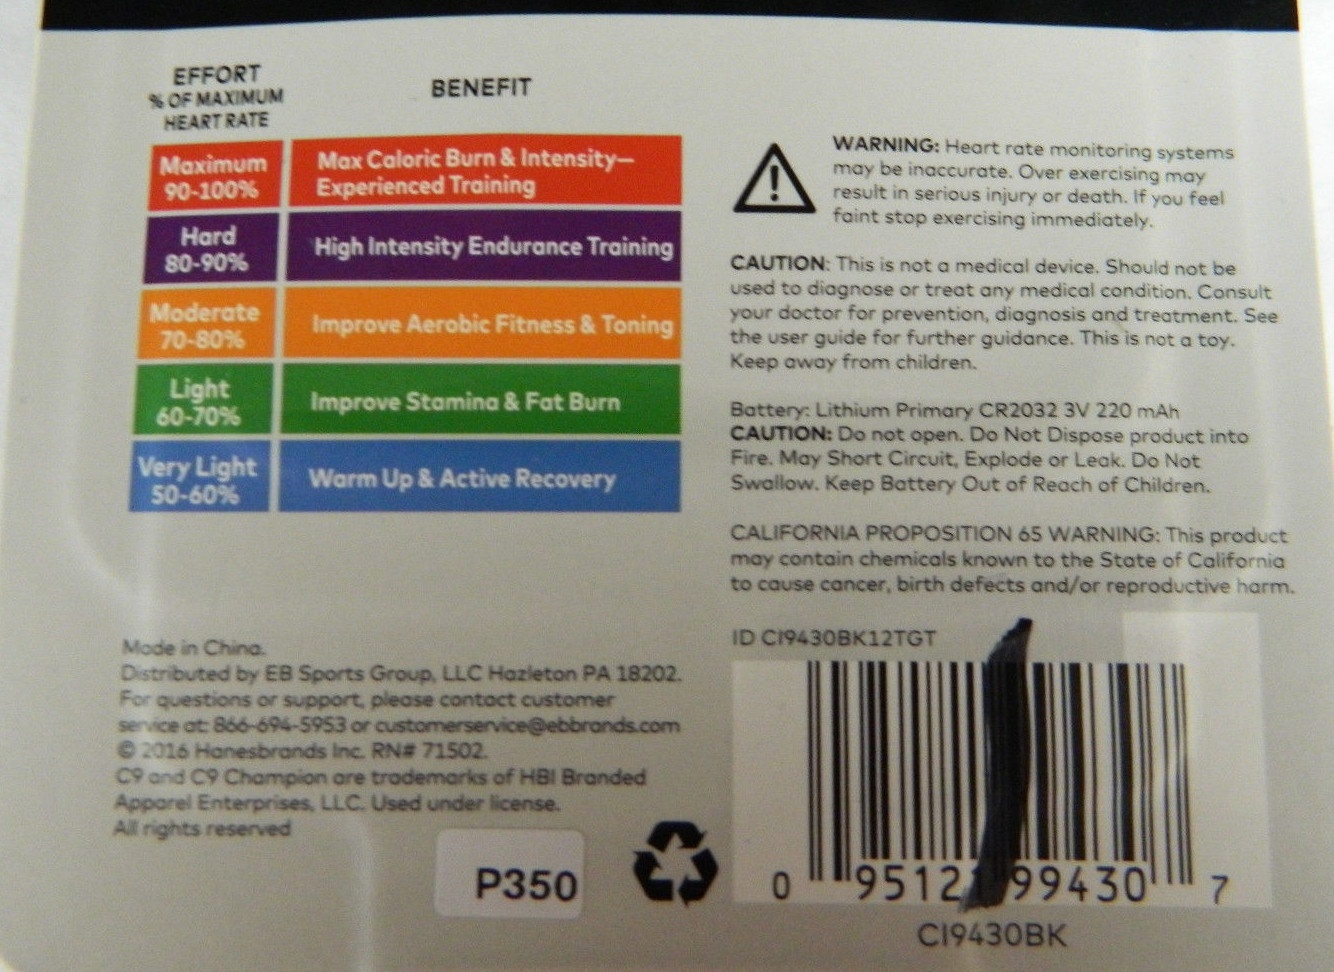 EFFORT
% OF MAXIMUM
HEART RATE
BENEFIT
Maximum
90-100%
Max Caloric Burn & Intensity—
Experienced Training
Hard
80-90%
High Intensity Endurance Training
Moderate
70-80%
Improve Aerobic Fitness & Toning
Light
60-70%
Improve Stamina & Fat Burn
Very Light
50-60%
Warm Up & Active Recovery
WARNING: Heart rate monitoring systems
may be inaccurate. Over exercising may
result in serious injury or death. If you feel
faint stop exercising immediately.
CAUTION: This is not a medical device. Should not be
used to diagnose or treat any medical condition. Consult
your doctor for prevention, diagnosis and treatment. See
the user guide for further guidance. This is not a toy.
Keep away from children.
Battery: Lithium Primary CR2032 3V 220 mAh
CAUTION: Do not open. Do Not Dispose product into
Fire. May Short Circuit, Explode or Leak. Do Not
Swallow. Keep Battery Out of Reach of Children.
CALIFORNIA PROPOSITION 65 WARNING: This product
may contain chemicals known to the State of California
to cause cancer, birth defects and/or reproductive harm.
Made in China.
Distributed by EB Sports Group, LLC Hazleton PA 18202.
For questions or support, please contact customer
service at: 866-694-5953 or customerservice@ebbrands.com
© 2016 Hanesbrands Inc. RN# 71502.
C9 and C9 Champion are trademarks of HBI Branded
Apparel Enterprises, LLC. Used under license.
All rights reserved
P350
ID CI9430BK12TGT
0 9512 99430 7
CI9430BK